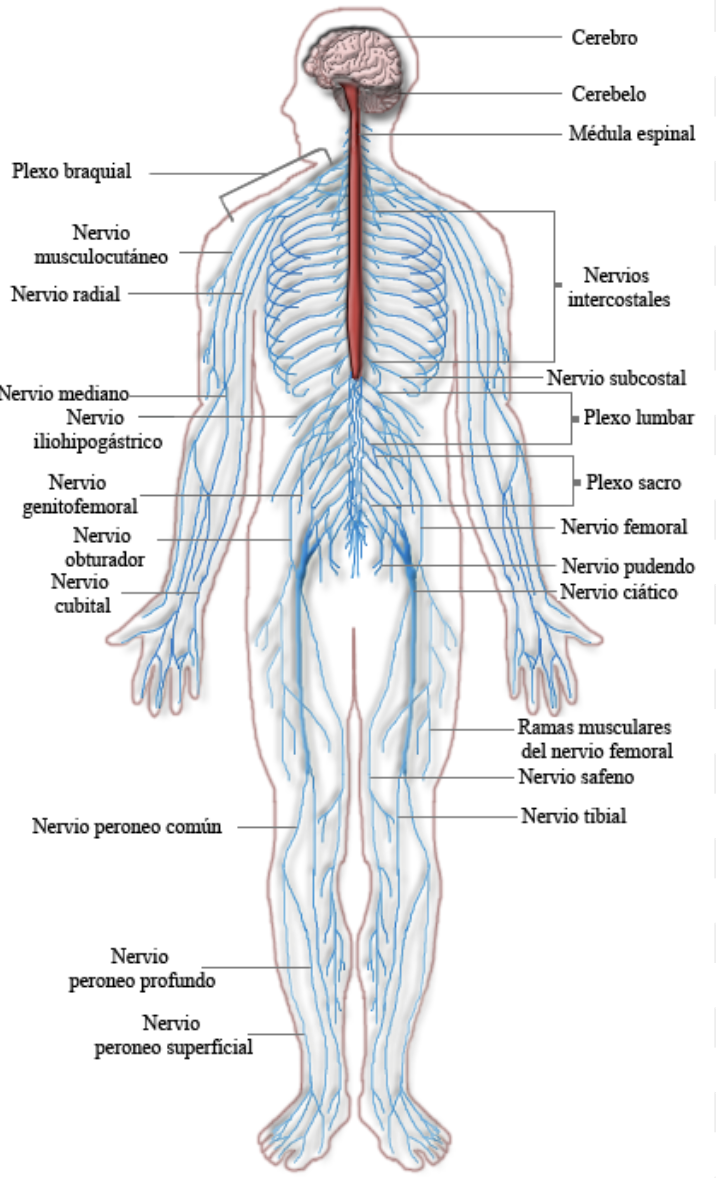 Cerebro
Cerebelo
Médula espinal
Plexo braquial
Nervio
musculocutáneo
Nervio radial
Nervios
intercostales
Nervio mediano
Nervio subcostal
Nervio
iliohipogástrico
Plexo lumbar
Nervio
genitofemoral
Plexo sacro
Nervio
obturador
Nervio femoral
Nervio pudendo
Nervio
cubital
Nervio ciático
Ramas musculares
del nervio femoral
Nervio safeno
Nervio tibial
Nervio peroneo común
Nervio
peroneo profundo
Nervio
peroneo superfícial